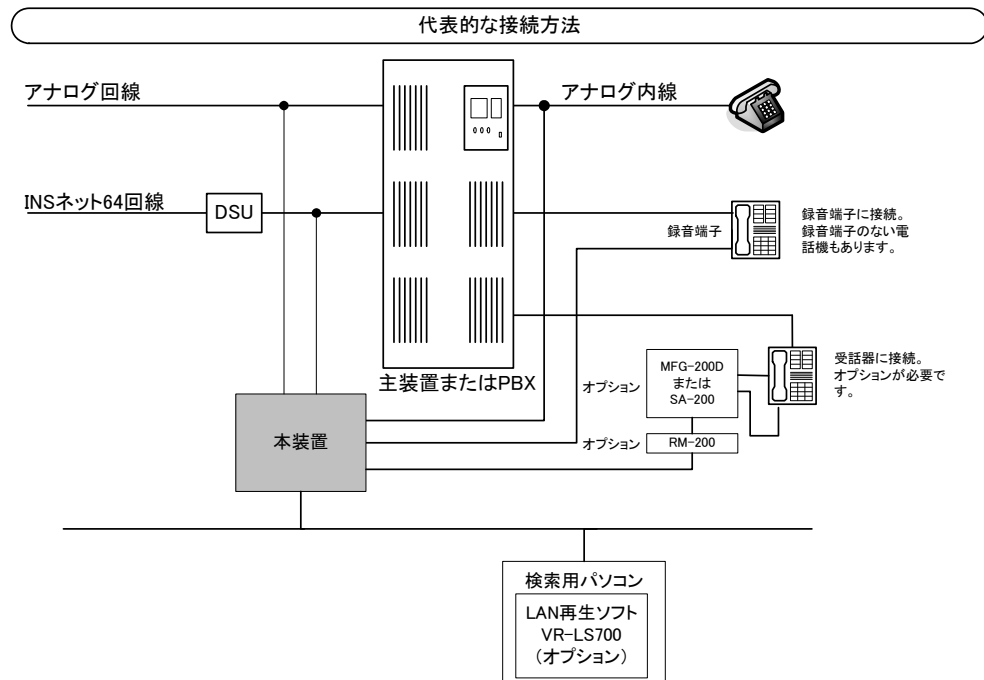 代表的な接続方法
アナログ回線
アナログ内線
INSネット64回線
DSU
録音端子
録音端子に接続。
録音端子のない電
話機もあります。
主装置またはPBX
オプション
MFG-200D
または
SA-200
受話器に接続。
オプションが必要で
す。
オプション
RM-200
本装置
検索用パソコン
LAN再生ソフト
VR-LS700
(オプション)